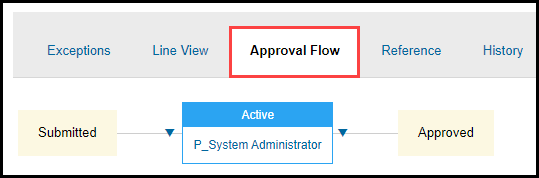 Exceptions Line View Approval Flow Reference History
Active
Submitted P_System Administrator Approved